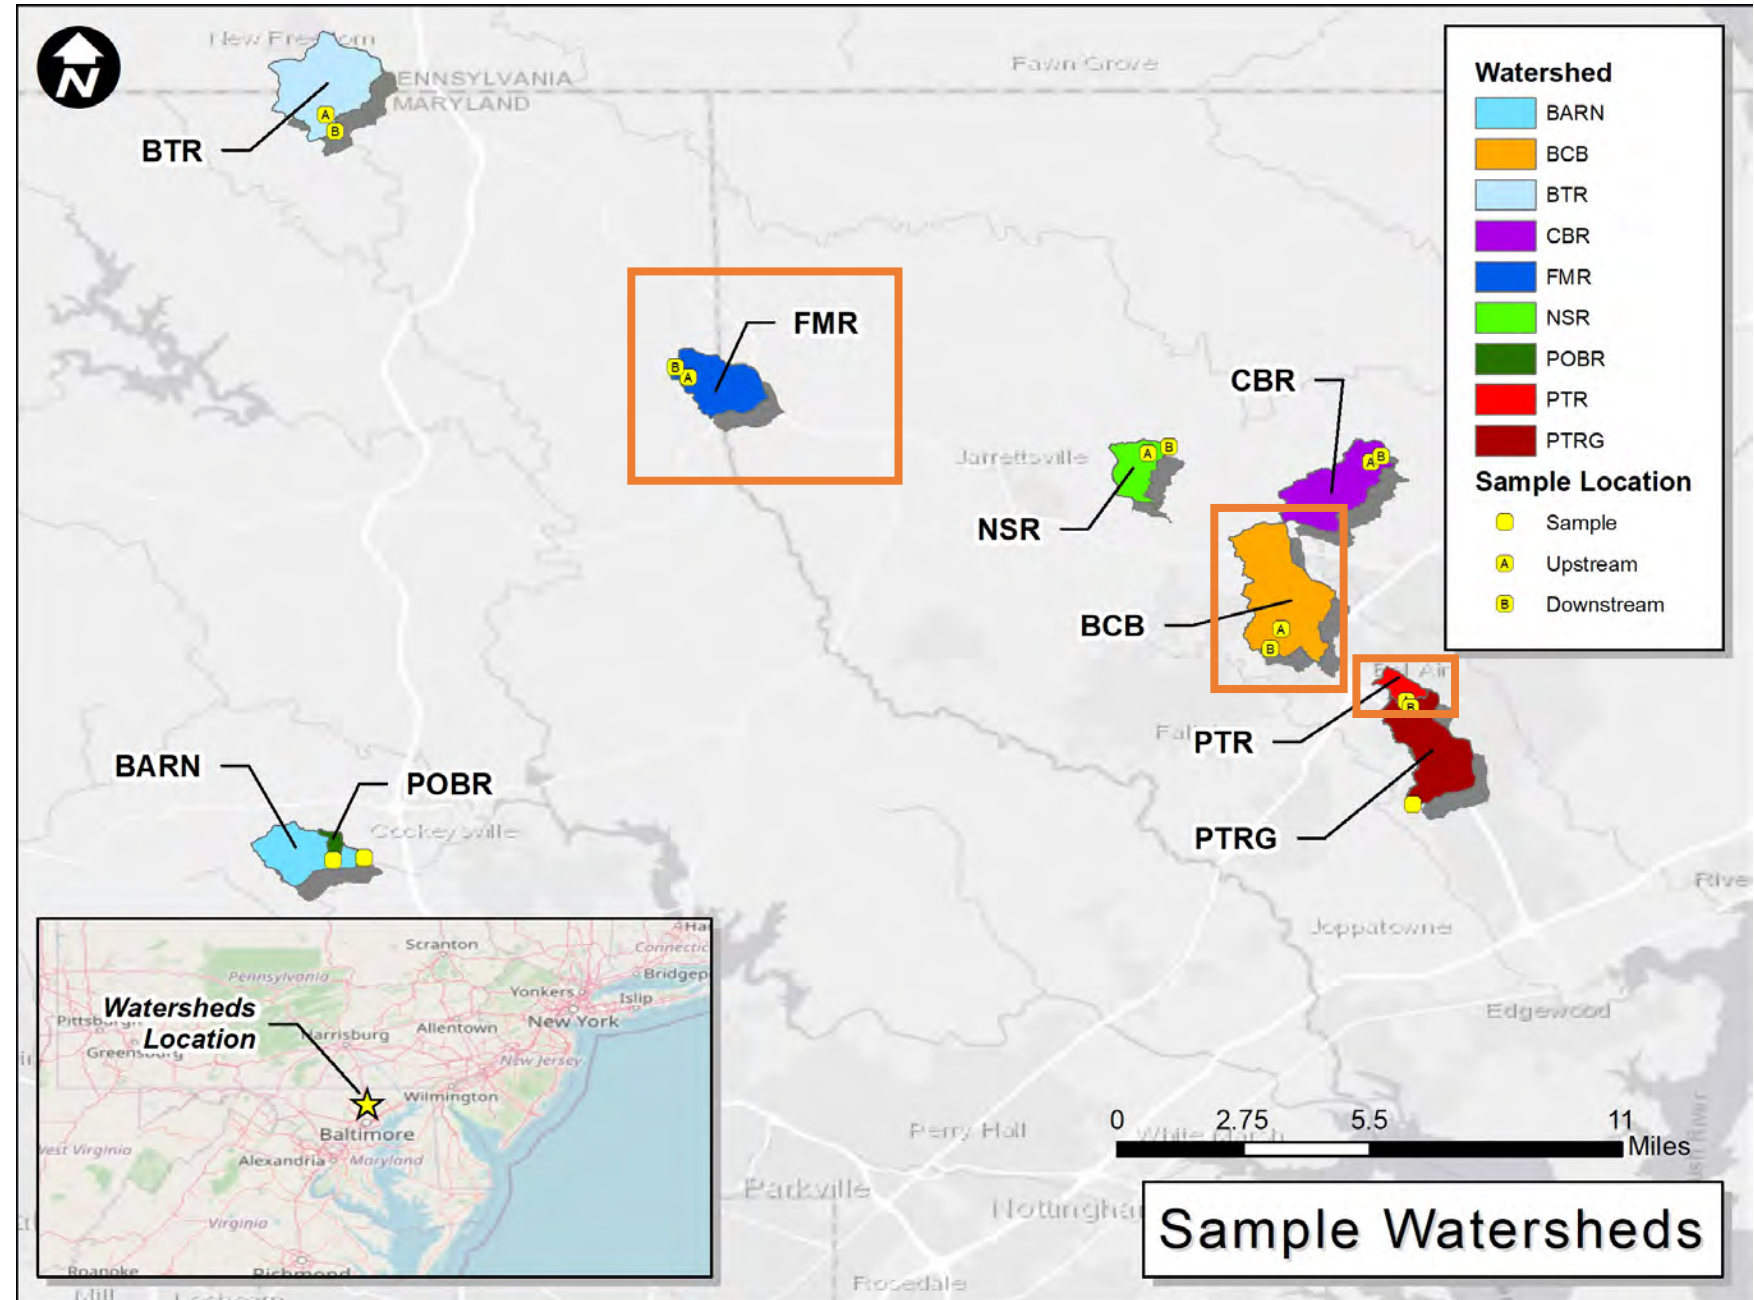 N
New Freedom
PENNSYLVANIA
MARYLAND
Fawn Grove
BTR
A
B
FMR
B
A
CBR
A
B
Jarrettsville
A
B
NSR
BCB
A
B
Bel Air
B
PTR
PTRG
BARN
POBR
Cockeysville
Joppatowne
Edgewood
Perry Hall
White Marsh
Parkville
Rosedale
Watershed
BARN
BCB
BTR
CBR
FMR
NSR
POBR
PTR
PTRG
Sample Location
Sample
A Upstream
B Downstream
Scranton
Pennsylvania
Yonkers
Islip
Watersheds
Location
Harrisburg
Allentown
New York
Greensburg
New Jersey
Wilmington
Baltimore
West Virginia
Alexandria
Maryland
Virginia
Roanoke
Richmond
0 2.75 5.5 11
Miles
Sample Watersheds